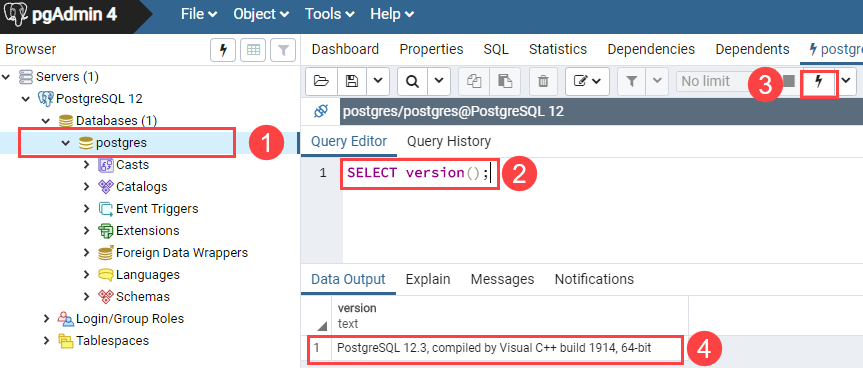 pgAdmin 4 File Object Tools Help
Browser
Dashboard Properties SQL Statistics Dependencies Dependents postgre
No limit
3
Servers (1)
PostgreSQL 12
Databases (1)
postgres
1
Casts
Catalogs
Event Triggers
Extensions
Foreign Data Wrappers
Languages
Schemas
Login/Group Roles
Tablespaces
postgres/postgres@PostgreSQL 12
Query Editor Query History
1 SELECT version();
2
Data Output Explain Messages Notifications
version
text
1 PostgreSQL 12.3, compiled by Visual C++ build 1914, 64-bit
4